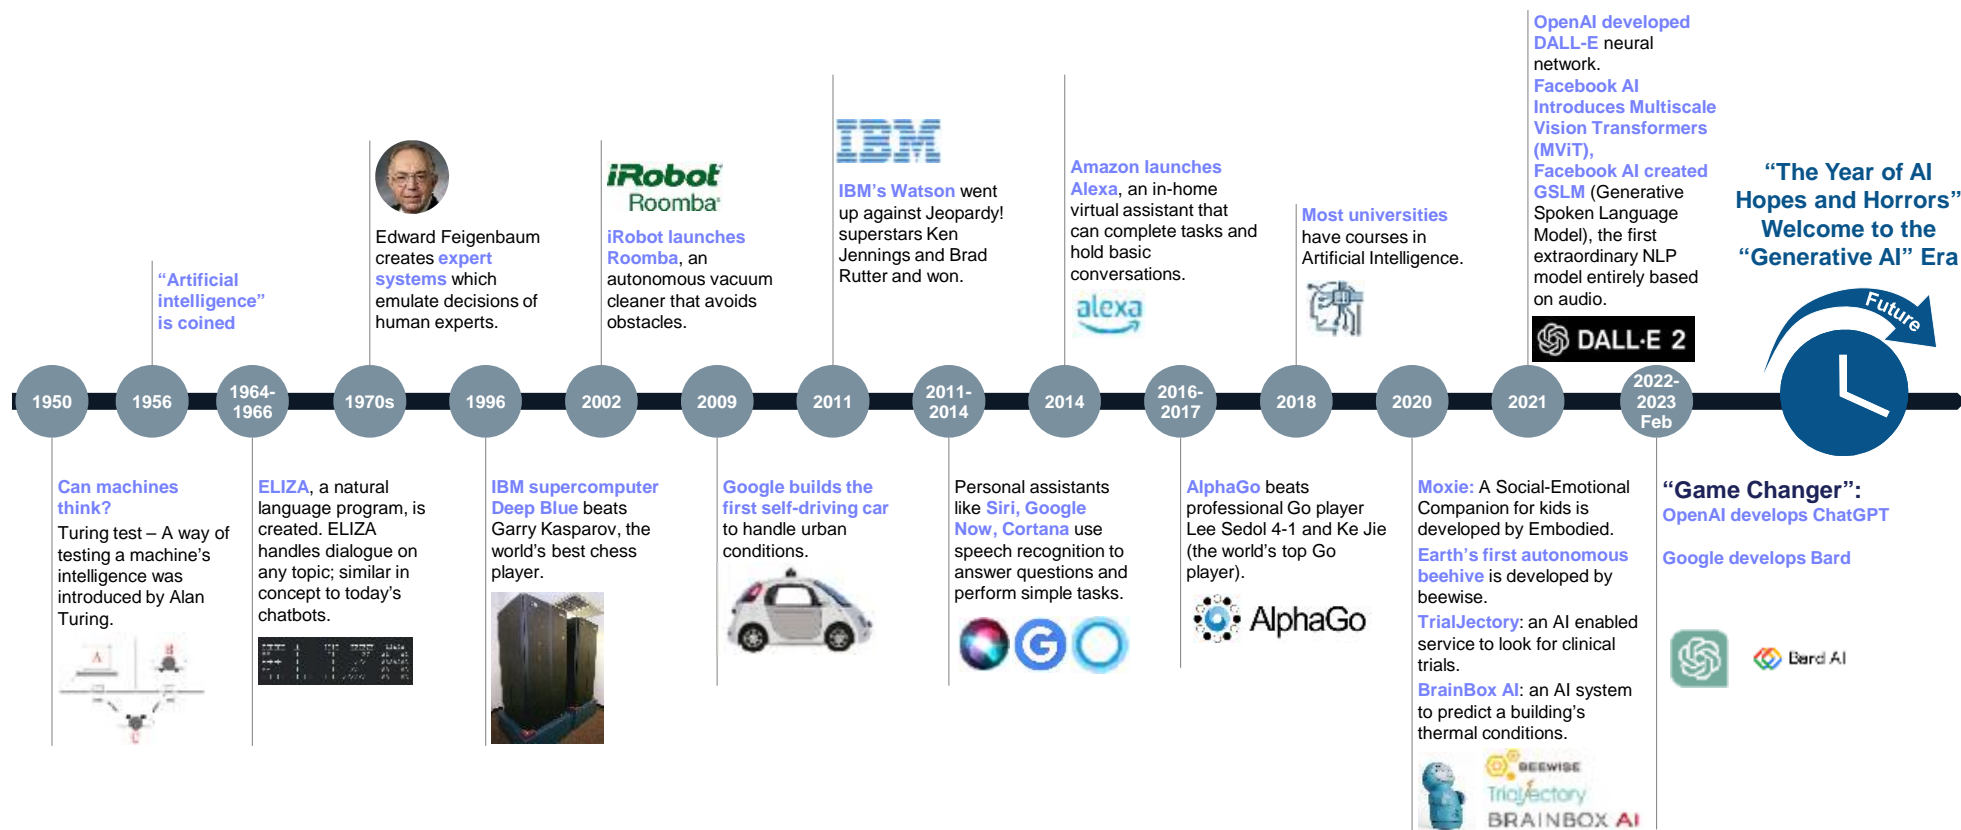 “Artificial
intelligence”
is coined
Edward Feigenbaum
creates expert
systems which
emulate decisions of
human experts.
iRobot
Roomba
iRobot launches
Roomba, an
autonomous vacuum
cleaner that avoids
obstacles.
IBM
IBM’s Watson went
up against Jeopardy!
superstars Ken
Jennings and Brad
Rutter and won.
Amazon launches
Alexa, an in-home
virtual assistant that
can complete tasks and
hold basic
conversations.
alexa
Most universities
have courses in
Artificial Intelligence.
OpenAI developed
DALL-E neural
network.
Facebook AI
Introduces Multiscale
Vision Transformers
(MViT),
Facebook AI created
GSLM (Generative
Spoken Language
Model), the first
extraordinary NLP
model entirely based
on audio.
DALL·E 2
“The Year of AI
Hopes and Horrors”
Welcome to the
“Generative AI” Era
Future
1950
1956
1964-
1966
1970s
1996
2002
2009
2011
2011-
2014
2014
2016-
2017
2018
2020
2021
2022-
2023
Feb
Can machines
think?
Turing test – A way of
testing a machine’s
intelligence was
introduced by Alan
Turing.
A
B
C
ELIZA, a natural
language program, is
created. ELIZA
handles dialogue on
any topic; similar in
concept to today’s
chatbots.
IBM supercomputer
Deep Blue beats
Garry Kasparov, the
world’s best chess
player.
Google builds the
first self-driving car
to handle urban
conditions.
Personal assistants
like Siri, Google
Now, Cortana use
speech recognition to
answer questions and
perform simple tasks.
G
AlphaGo beats
professional Go player
Lee Sedol 4-1 and Ke Jie
(the world’s top Go
player).
AlphaGo
Moxie: A Social-Emotional
Companion for kids is
developed by Embodied.
Earth’s first autonomous
beehive is developed by
beewise.
TrialJectory: an AI enabled
service to look for clinical
trials.
BrainBox AI: an AI system
to predict a building’s
thermal conditions.
BEEWISE
Trialjectory
BRAINBOX AI
“Game Changer”:
OpenAI develops ChatGPT
Google develops Bard
Bard AI